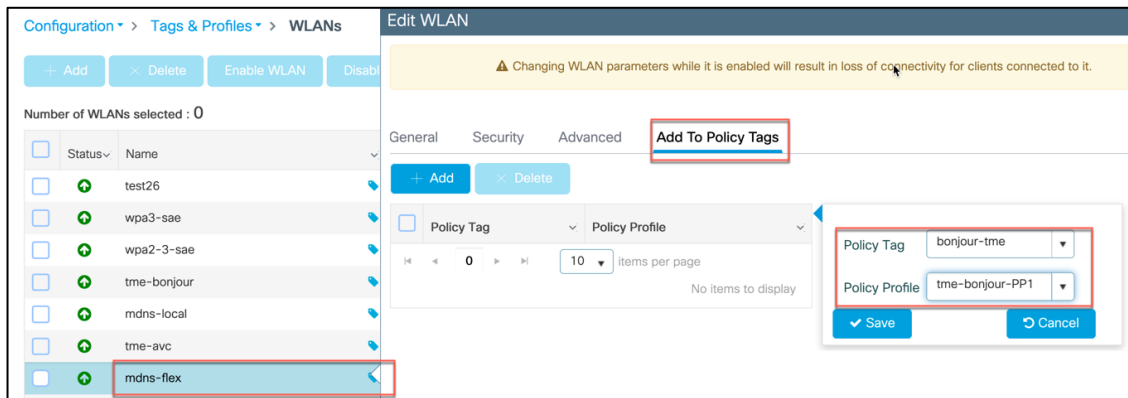 Configuration > Tags & Profiles > WLANs
+ Add
× Delete
Enable WLAN
Disabl
Number of WLANs selected : 0
Status
Name
test26
wpa3-sae
wpa2-3-sae
tme-bonjour
mdns-local
tme-avc
mdns-flex
Edit WLAN
Changing WLAN parameters while it is enabled will result in loss of connectivity for clients connected to it.
General
Security
Advanced
Add To Policy Tags
+ Add
× Delete
Policy Tag
Policy Profile
0
10
items per page
No items to display
Policy Tag
bonjour-tme
Policy Profile
tme-bonjour-PP1
Save
Cancel